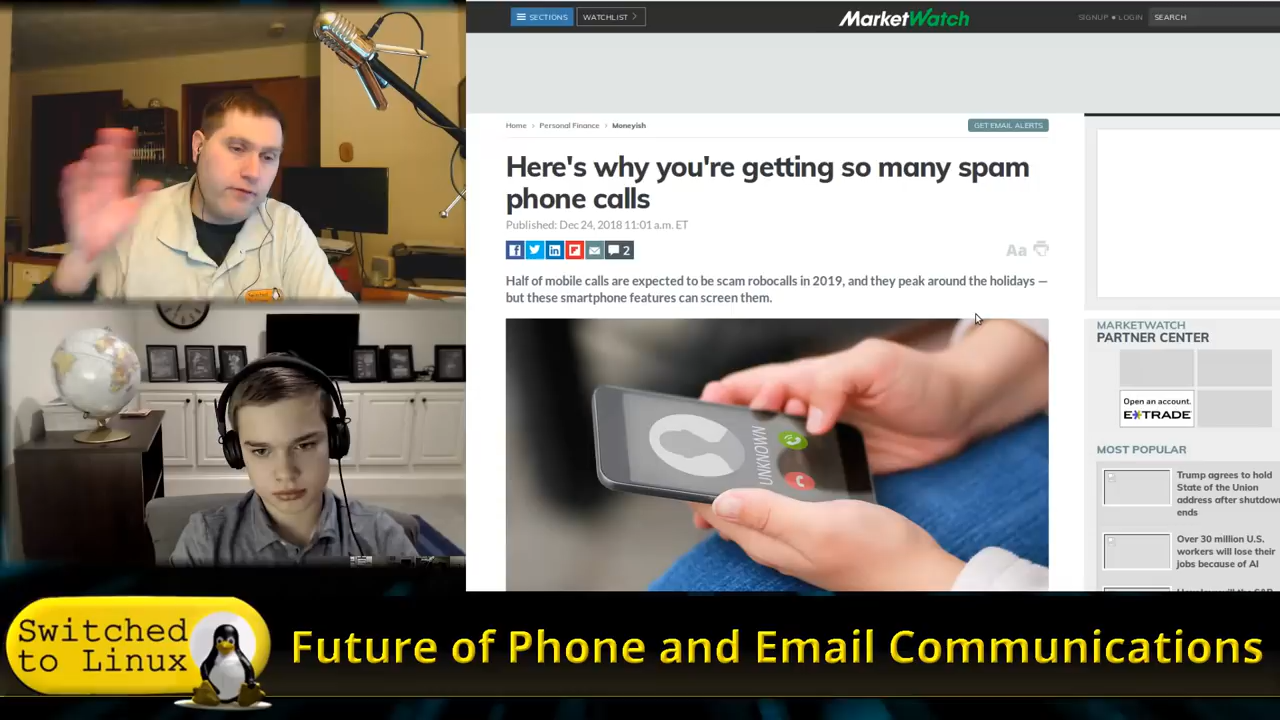 SECTIONS
WATCHLIST
MarketWatch
SIGNUP • LOGIN
SEARCH
Home > Personal Finance > Moneyish
GET EMAIL ALERTS
Here's why you're getting so many spam
phone calls
Published: Dec 24, 2018 11:01 a.m. ET
2
Aa
Half of mobile calls are expected to be scam robocalls in 2019, and they peak around the holidays —
but these smartphone features can screen them.
UNKNOWN
MARKETWATCH
PARTNER CENTER
Open an account.
E*TRADE
MOST POPULAR
Trump agrees to hold
State of the Union
address after shutdown
ends
Over 30 million U.S.
workers will lose their
jobs because of AI
Switched
to Linux
Future of Phone and Email Communications